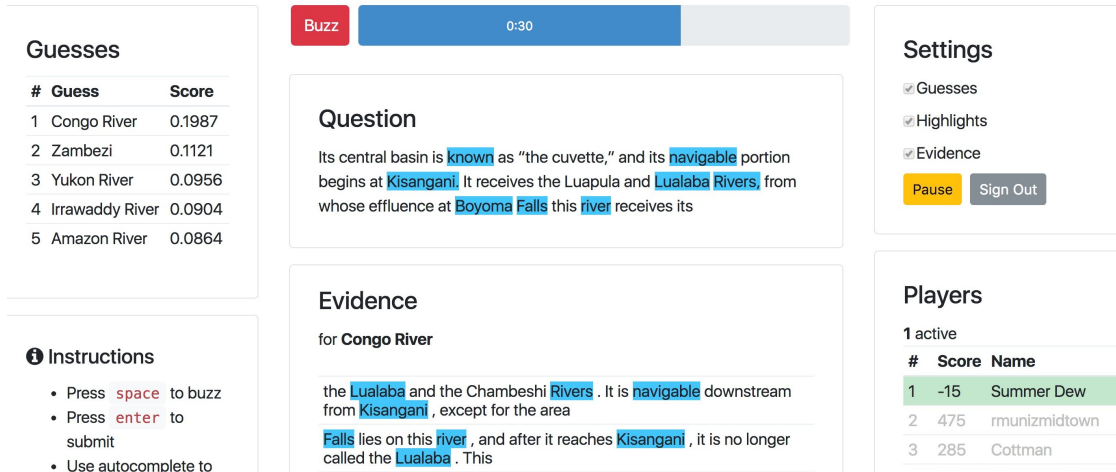 Guesses
# Guess Score
1 Congo River 0.1987
2 Zambezi 0.1121
3 Yukon River 0.0956
4 Irrawaddy River 0.0904
5 Amazon River 0.0864
Instructions
• Press space to buzz
• Press enter to
submit
• Use autocomplete to
Buzz
0:30
Question
Its central basin is known as “the cuvette,” and its navigable portion
begins at Kisangani. It receives the Luapula and Lualaba Rivers, from
whose effluence at Boyoma Falls this river receives its
Evidence
for Congo River
the Lualaba and the Chambeshi Rivers . It is navigable downstream
from Kisangani , except for the area
Falls lies on this river , and after it reaches Kisangani , it is no longer
called the Lualaba . This
Settings
Guesses
Highlights
Evidence
Pause Sign Out
Players
1 active
# Score Name
1 -15 Summer Dew
2 475 rmunizmidtown
3 285 Cottman